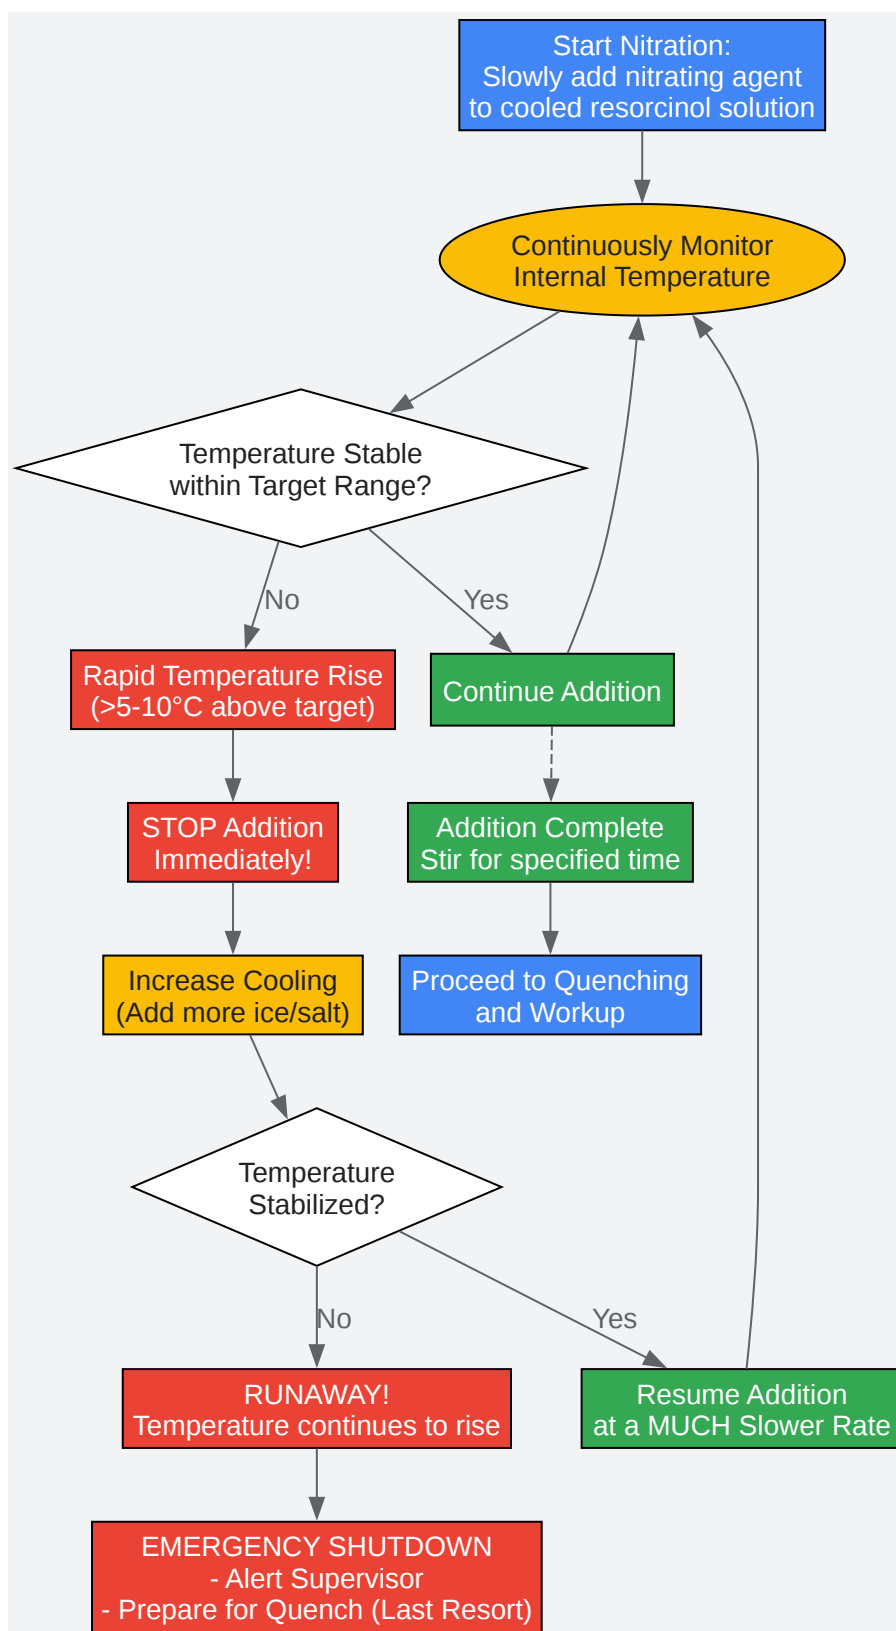 Start Nitration:
Slowly add nitrating agent
to cooled resorcinol solution
Continuously Monitor
Internal Temperature
Temperature Stable
within Target Range?
No
Yes
Rapid Temperature Rise
(>5-10°C above target)
Continue Addition
STOP Addition
Immediately!
Addition Complete
Stir for specified time
Increase Cooling
(Add more ice/salt)
Proceed to Quenching
and Workup
Temperature
Stabilized?
No
Yes
RUNAWAY!
Temperature continues to rise
Resume Addition
at a MUCH Slower Rate
EMERGENCY SHUTDOWN
- Alert Supervisor
- Prepare for Quench (Last Resort)